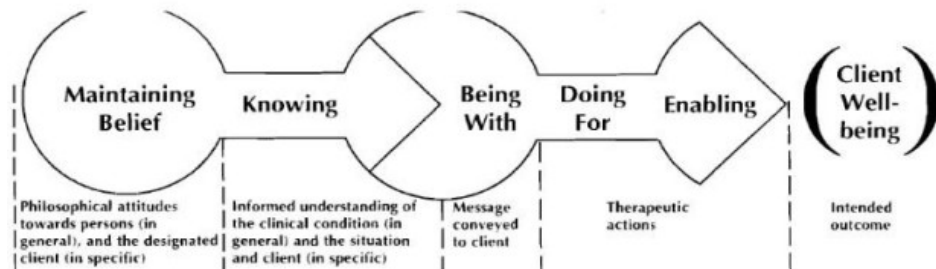 Maintaining
Belief
Knowing
Being
With
Doing
For
Enabling
Client
Well-
being
Philosophical attitudes
towards persons (in
general), and the designated
client (in specific)
Informed understanding of
the clinical condition (in
general) and the situation
and client (in specific)
Message
conveyed
to client
Therapeutic
actions
Intended
outcome